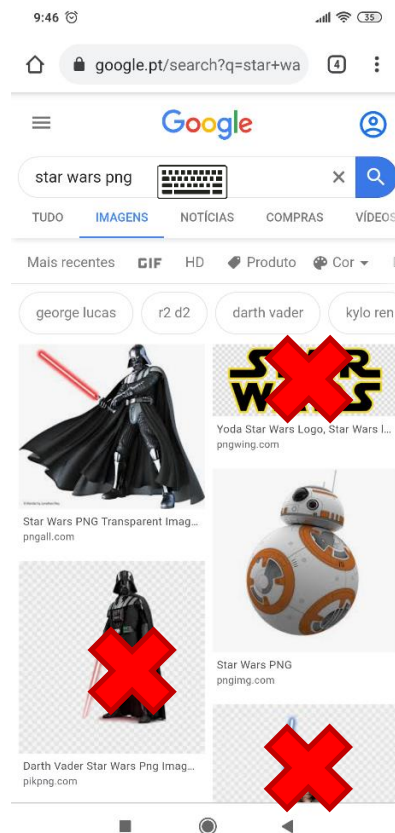 9:46
35
google.pt/search?q=star+wa
4
Google
star wars png
TUDO IMAGENS NOTÍCIAS COMPRAS VÍDEOS
Mais recentes GIF HD Produto Cor
george lucas r2 d2 darth vader kylo ren
STAR
WARS
Yoda Star Wars Logo, Star Wars l...
pngwing.com
Star Wars PNG Transparent Imag...
pngall.com
Star Wars PNG
pngimg.com
Darth Vader Star Wars Png Imag...
pikpng.com